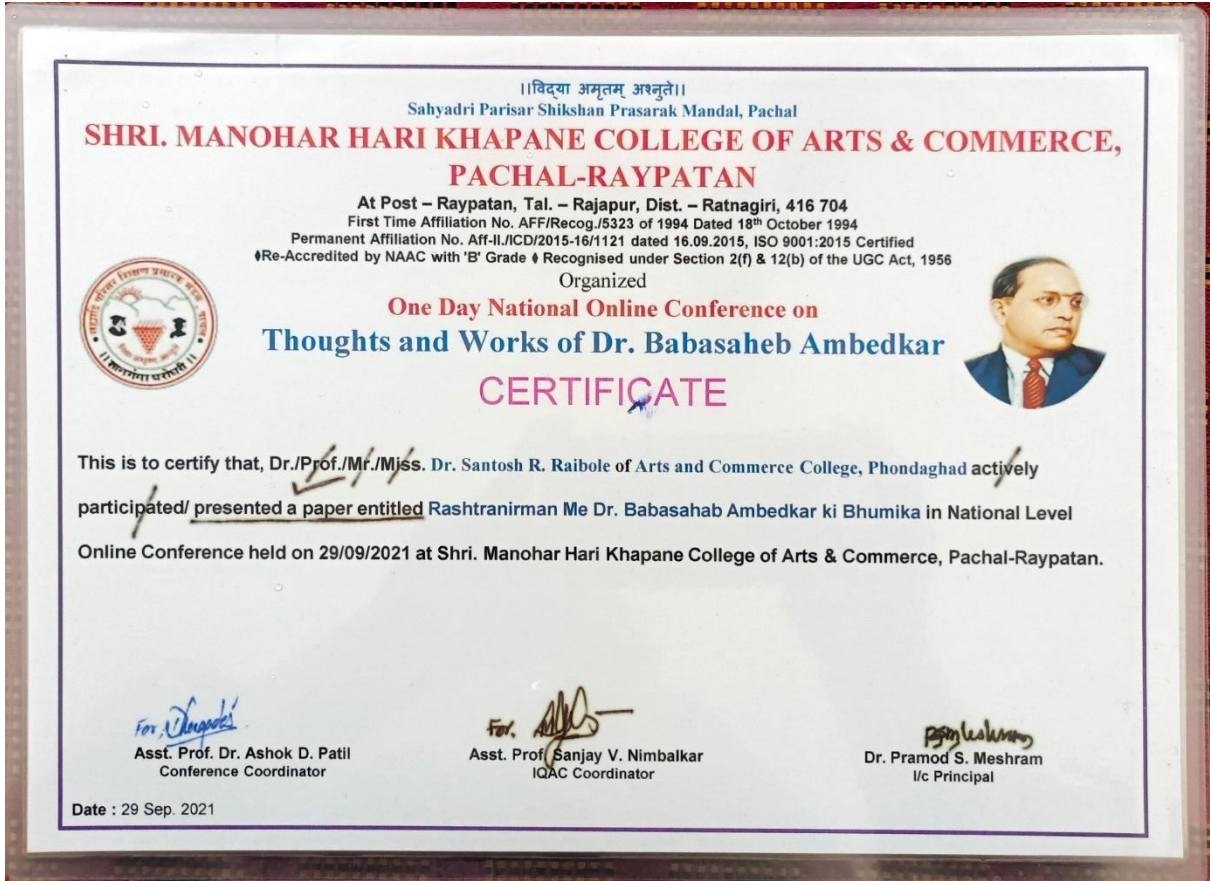 ।।विद्या अमृतम् अश्नुते।।
Sahyadri Parisar Shikshan Prasarak Mandal, Pachal
SHRI. MANOHAR HARI KHAPANE COLLEGE OF ARTS & COMMERCE,
PACHAL-RAYPATAN
At Post – Raypatan, Tal. – Rajapur, Dist. – Ratnagiri, 416 704
First Time Affiliation No. AFF/Recog./5323 of 1994 Dated 18th October 1994
Permanent Affiliation No. Aff-II./ICD/2015-16/1121 dated 16.09.2015, ISO 9001:2015 Certified
♦Re-Accredited by NAAC with 'B' Grade ♦ Recognised under Section 2(f) & 12(b) of the UGC Act, 1956
Organized
One Day National Online Conference on
Thoughts and Works of Dr. Babasaheb Ambedkar
CERTIFICATE
This is to certify that, Dr./Prof./Mr./Miss. Dr. Santosh R. Raibole of Arts and Commerce College, Phondaghad actively
participated/ presented a paper entitled Rashtranirman Me Dr. Babasahab Ambedkar ki Bhumika in National Level
Online Conference held on 29/09/2021 at Shri. Manohar Hari Khapane College of Arts & Commerce, Pachal-Raypatan.
For,
For,
Asst. Prof. Dr. Ashok D. Patil
Conference Coordinator
Asst. Prof. Sanjay V. Nimbalkar
IQAC Coordinator
Dr. Pramod S. Meshram
I/c Principal
Date : 29 Sep. 2021